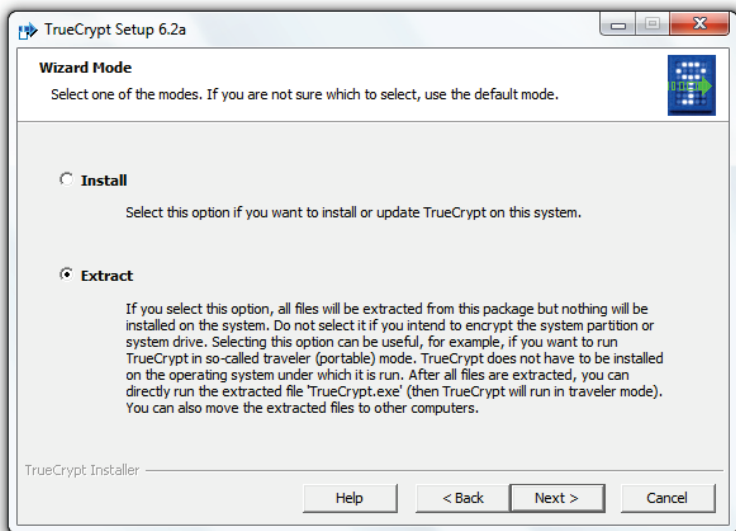 TrueCrypt Setup 6.2a
Wizard Mode
Select one of the modes. If you are not sure which to select, use the default mode.
Install
Select this option if you want to install or update TrueCrypt on this system.
Extract
If you select this option, all files will be extracted from this package but nothing will be
installed on the system. Do not select it if you intend to encrypt the system partition or
system drive. Selecting this option can be useful, for example, if you want to run
TrueCrypt in so-called traveler (portable) mode. TrueCrypt does not have to be installed
on the operating system under which it is run. After all files are extracted, you can
directly run the extracted file 'TrueCrypt.exe' (then TrueCrypt will run in traveler mode).
You can also move the extracted files to other computers.
TrueCrypt Installer
Help < Back Next > Cancel